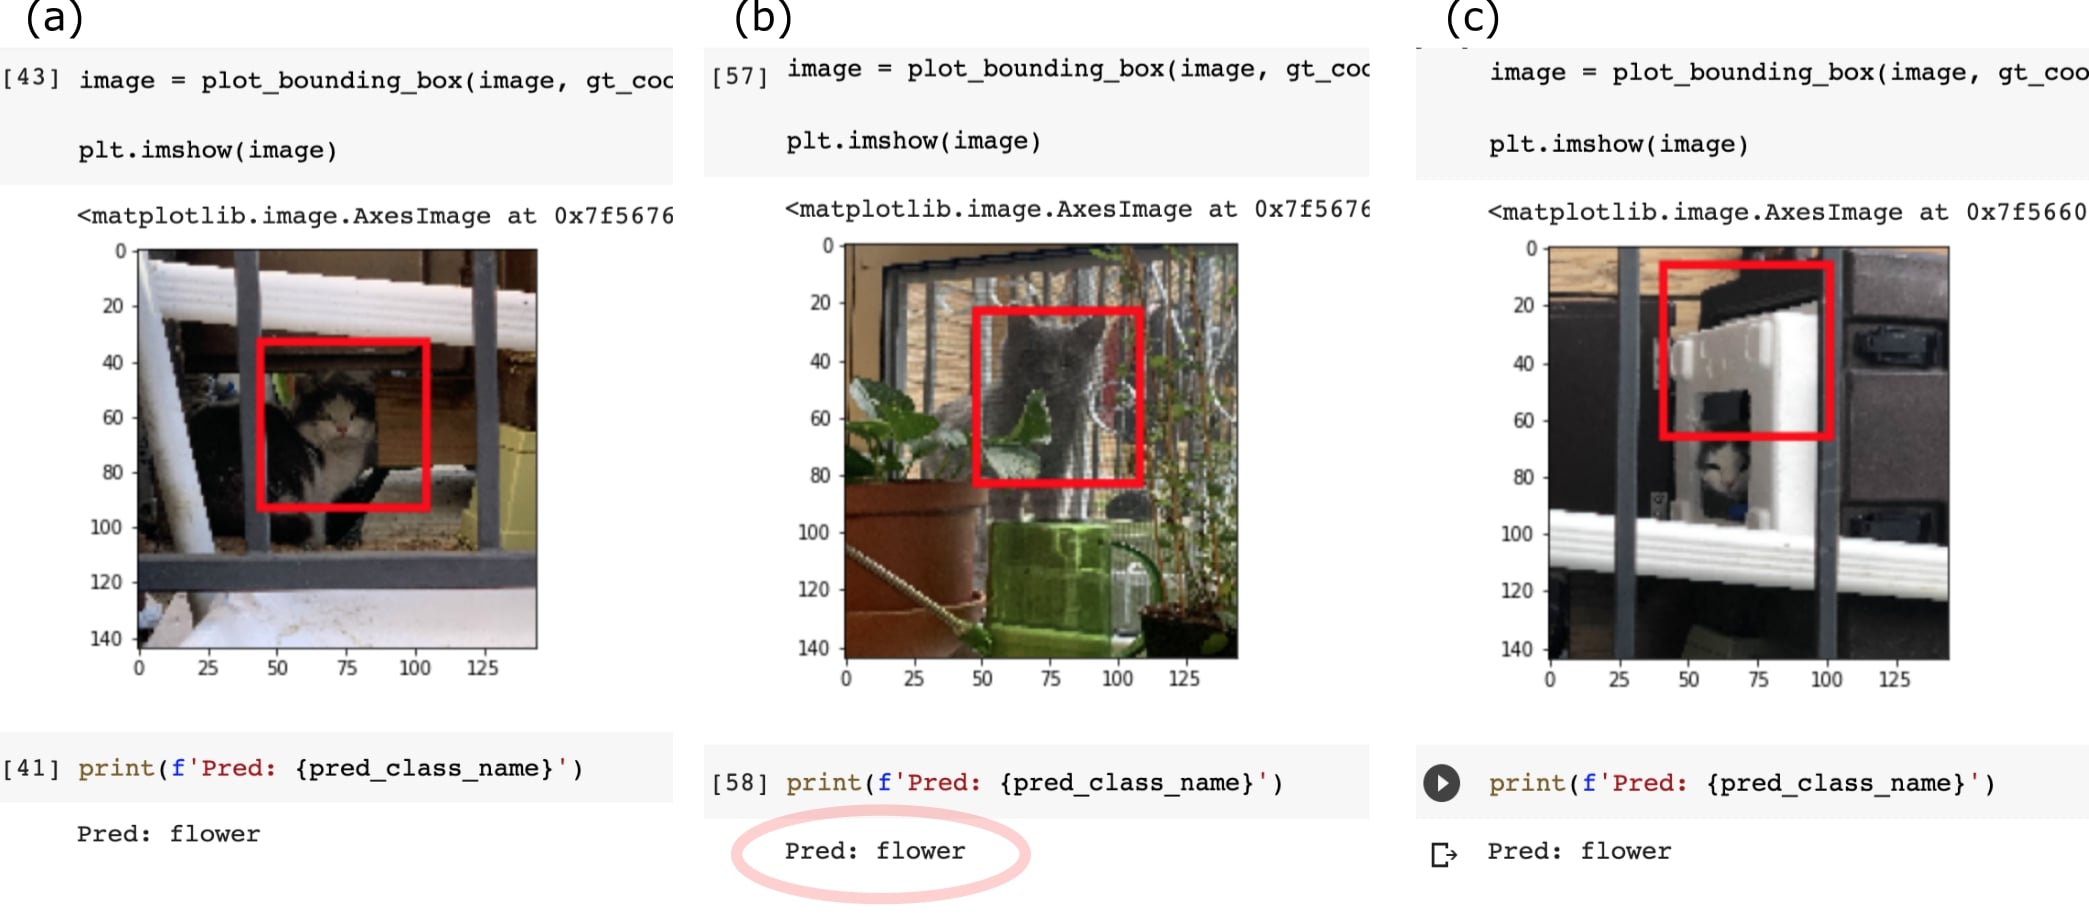 (a)
[43] image = plot_bounding_box(image, gt_coo
plt.imshow(image)
<matplotlib.image.AxesImage at 0x7f5676
0
20
40
60
80
100
120
140
0 25 50 75 100 125
[41] print(f'Pred: {pred_class_name}')
Pred: flower
(b)
[57] image = plot_bounding_box(image, gt_coo
plt.imshow(image)
<matplotlib.image.AxesImage at 0x7f5676
0
20
40
60
80
100
120
140
0 25 50 75 100 125
[58] print(f'Pred: {pred_class_name}')
Pred: flower
(c)
image = plot_bounding_box(image, gt_coo
plt.imshow(image)
<matplotlib.image.AxesImage at 0x7f5660
0
20
40
60
80
100
120
140
0 25 50 75 100 125
print(f'Pred: {pred_class_name}')
Pred: flower